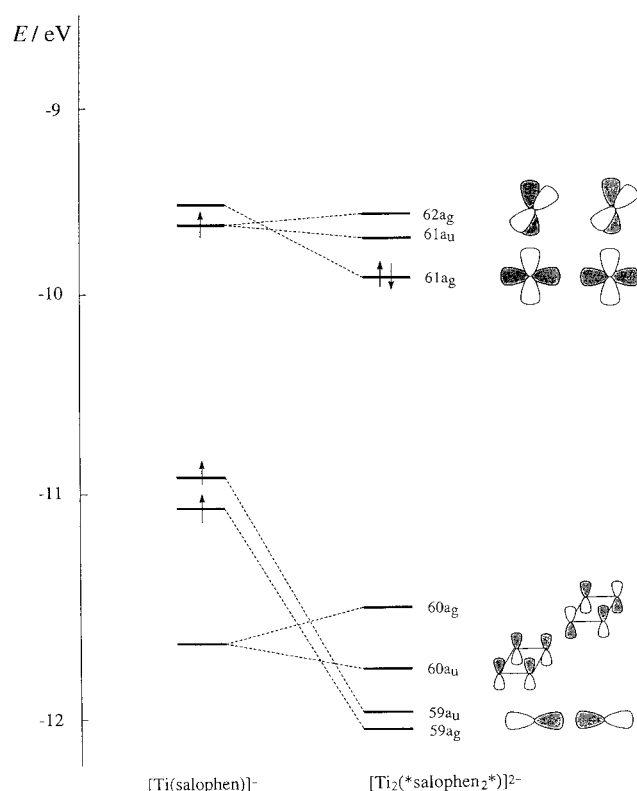 E / eV
-9
62ag
61au
61ag
-10
-11
60ag
60au
59au
59ag
-12
[Ti(salophen)]-
[Ti2(*salophen2*)]2-